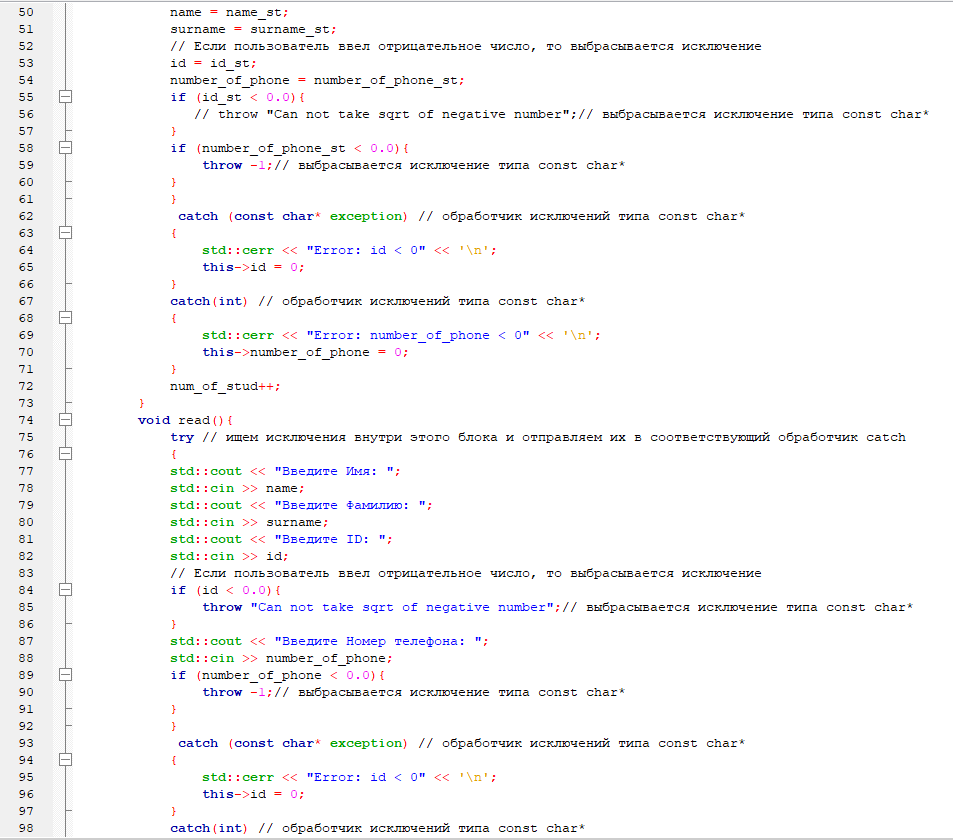 50 name = name_st;
51 surname = surname_st;
52 // Если пользователь ввел отрицательное число, то выбрасывается исключение
53 id = id_st;
54 number_of_phone = number_of_phone_st;
55 if (id_st < 0.0){
56 // throw "Can not take sqrt of negative number";// выбрасывается исключение типа const char*
57 }
58 if (number_of_phone_st < 0.0){
59 throw -1;// выбрасывается исключение типа const char*
60 }
61 }
62 catch (const char* exception) // обработчик исключений типа const char*
63 {
64 std::cerr << "Error: id < 0" << '\n';
65 this->id = 0;
66 }
67 catch(int) // обработчик исключений типа const char*
68 {
69 std::cerr << "Error: number_of_phone < 0" << '\n';
70 this->number_of_phone = 0;
71 }
72 num_of_stud++;
73 }
74 void read(){
75 try // ищем исключения внутри этого блока и отправляем их в соответствующий обработчик catch
76 {
77 std::cout << "Введите Имя: ";
78 std::cin >> name;
79 std::cout << "Введите Фамилию: ";
80 std::cin >> surname;
81 std::cout << "Введите ID: ";
82 std::cin >> id;
83 // Если пользователь ввел отрицательное число, то выбрасывается исключение
84 if (id < 0.0){
85 throw "Can not take sqrt of negative number";// выбрасывается исключение типа const char*
86 }
87 std::cout << "Введите Номер телефона: ";
88 std::cin >> number_of_phone;
89 if (number_of_phone < 0.0){
90 throw -1;// выбрасывается исключение типа const char*
91 }
92 }
93 catch (const char* exception) // обработчик исключений типа const char*
94 {
95 std::cerr << "Error: id < 0" << '\n';
96 this->id = 0;
97 }
98 catch(int) // обработчик исключений типа const char*